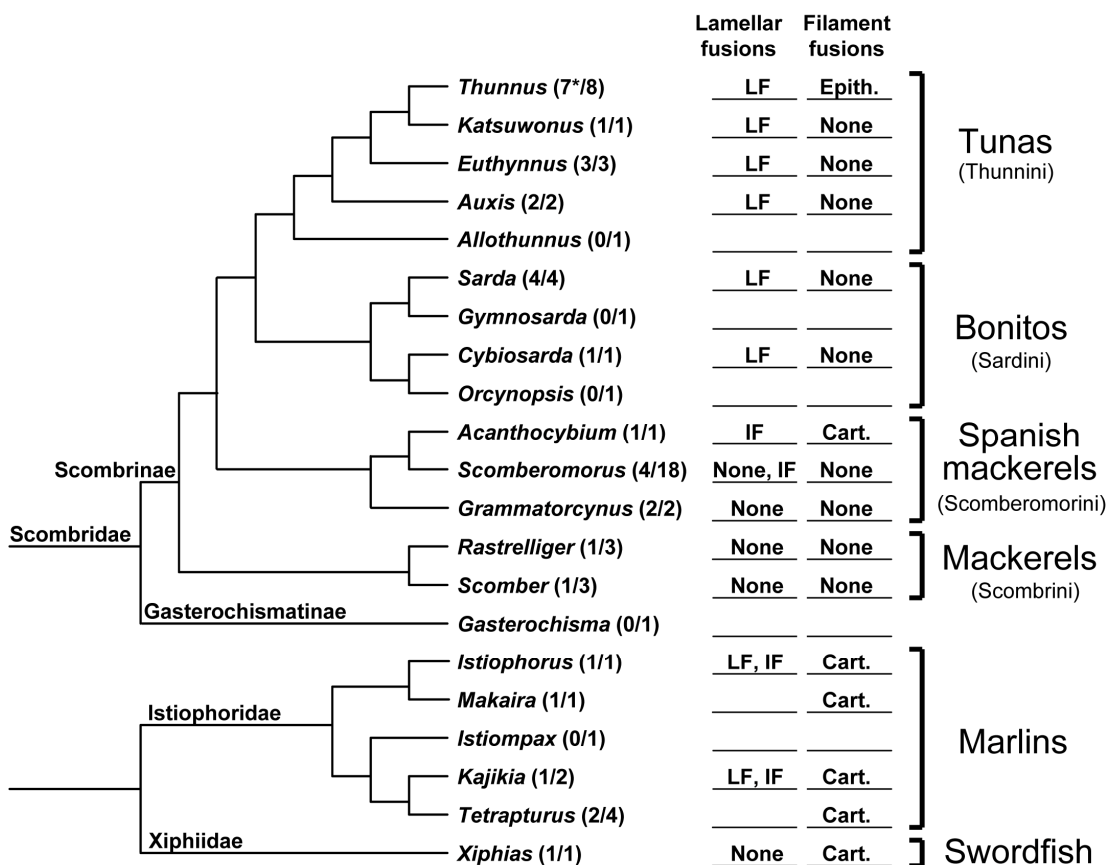 Lamellar fusions
Filament fusions
Thunnus (7*/8) LF Epith.
Katsuwonus (1/1) LF None
Euthynnus (3/3) LF None
Auxis (2/2) LF None
Allothunnus (0/1)
Tunas
(Thunnini)
Sarda (4/4) LF None
Gymnosarda (0/1)
Cybiosarda (1/1) LF None
Orcynopsis (0/1)
Bonitos
(Sardini)
Acanthocybium (1/1) IF Cart.
Scomberomorus (4/18) None, IF None
Grammatorcynus (2/2) None None
Spanish
mackerels
(Scomberomorini)
Scombrinae
Scombridae
Rastrelliger (1/3) None None
Scomber (1/3) None None
Mackerels
(Scombrini)
Gasterochismatinae
Gasterochisma (0/1)
Istiophorus (1/1) LF, IF Cart.
Makaira (1/1) Cart.
Istiophoridae
Istiompax (0/1)
Kajikia (1/2) LF, IF Cart.
Tetrapturus (2/4) Cart.
Marlins
Xiphiidae
Xiphias (1/1) None Cart.
Swordfish